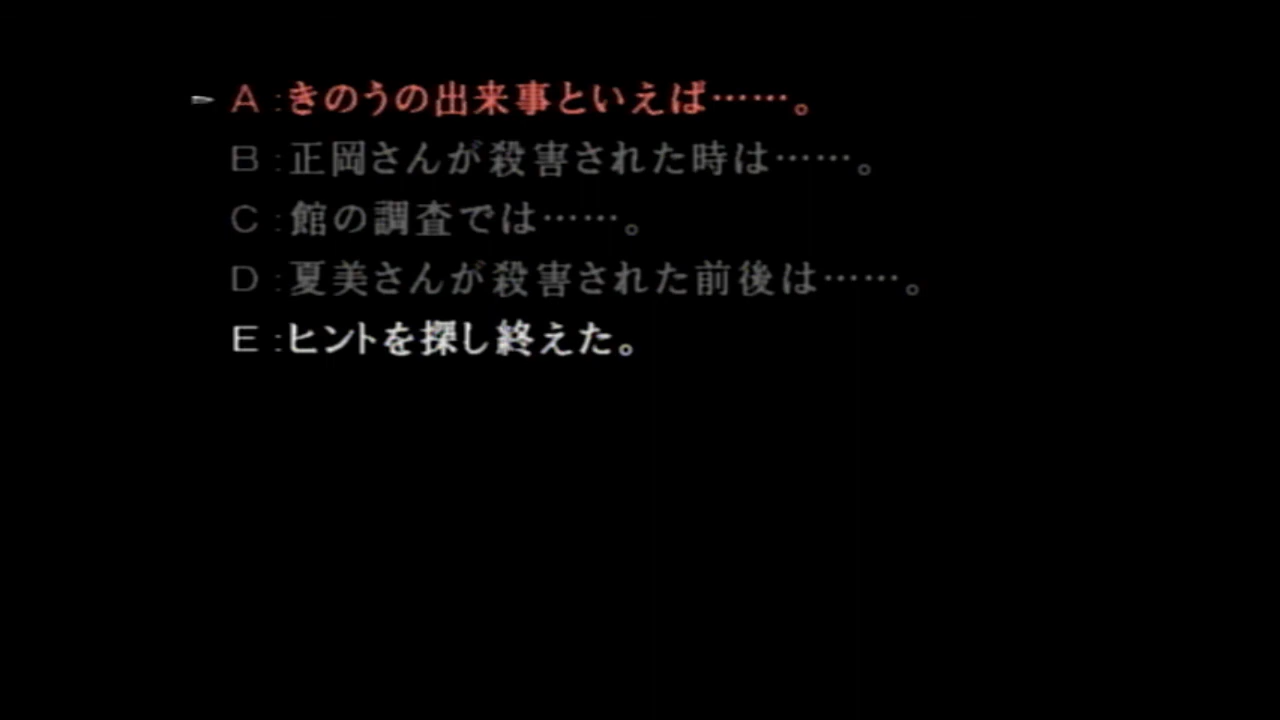 A:きのうの出来事といえば……。
B:正岡さんが殺害された時は……。
C:館の調査では……。
D:夏美さんが殺害された前後は……。
E:ヒントを探し終えた。